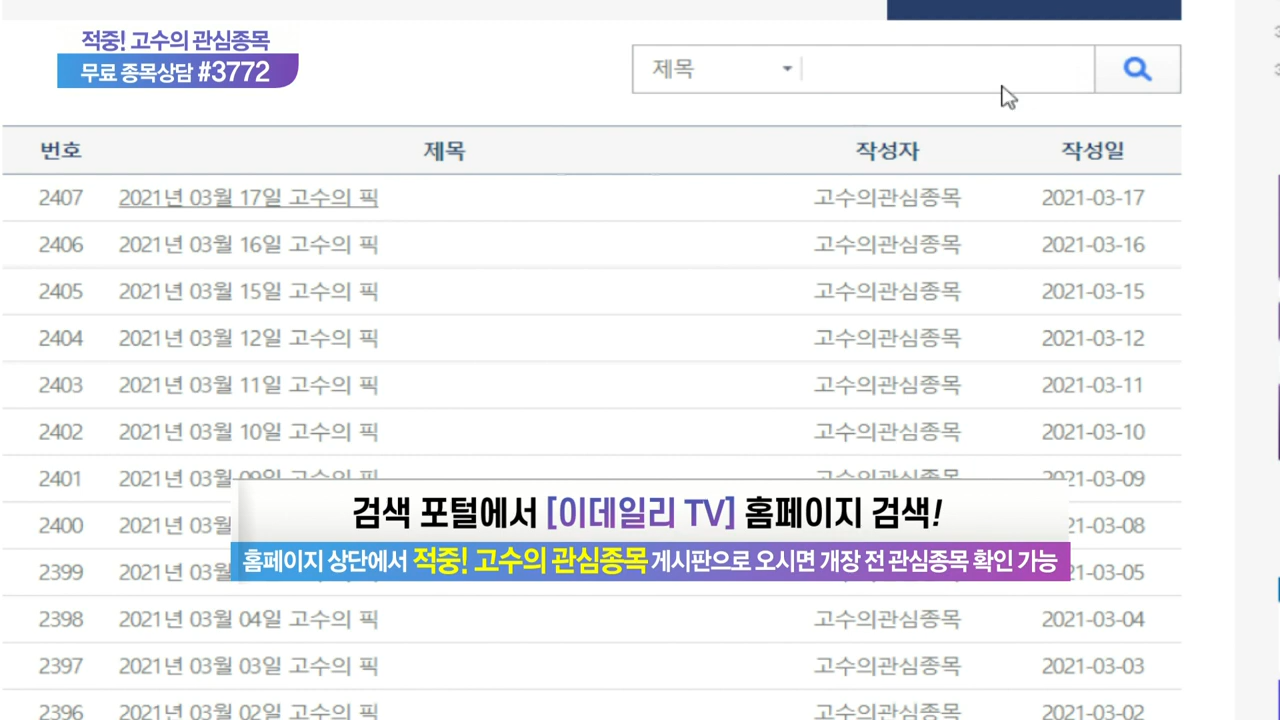 적중! 고수의 관심종목
무료 종목상담 #3772
제목
번호 제목 작성자 작성일
2407 2021년 03월 17일 고수의 픽 고수의관심종목 2021-03-17
2406 2021년 03월 16일 고수의 픽 고수의관심종목 2021-03-16
2405 2021년 03월 15일 고수의 픽 고수의관심종목 2021-03-15
2404 2021년 03월 12일 고수의 픽 고수의관심종목 2021-03-12
2403 2021년 03월 11일 고수의 픽 고수의관심종목 2021-03-11
2402 2021년 03월 10일 고수의 픽 고수의관심종목 2021-03-10
2401 2021년 03월 09일 고수의 픽 고수의관심종목 2021-03-09
검색 포털에서 [이데일리 TV] 홈페이지 검색!
2400 2021년 03월 21-03-08
홈페이지 상단에서 적중! 고수의 관심종목 게시판으로 오시면 개장 전 관심종목 확인 가능
2399 2021년 03월 21-03-05
2398 2021년 03월 04일 고수의 픽 고수의관심종목 2021-03-04
2397 2021년 03월 03일 고수의 픽 고수의관심종목 2021-03-03
2396 2021년 03월 02일 고수의 픽 고수의관심종목 2021-03-02